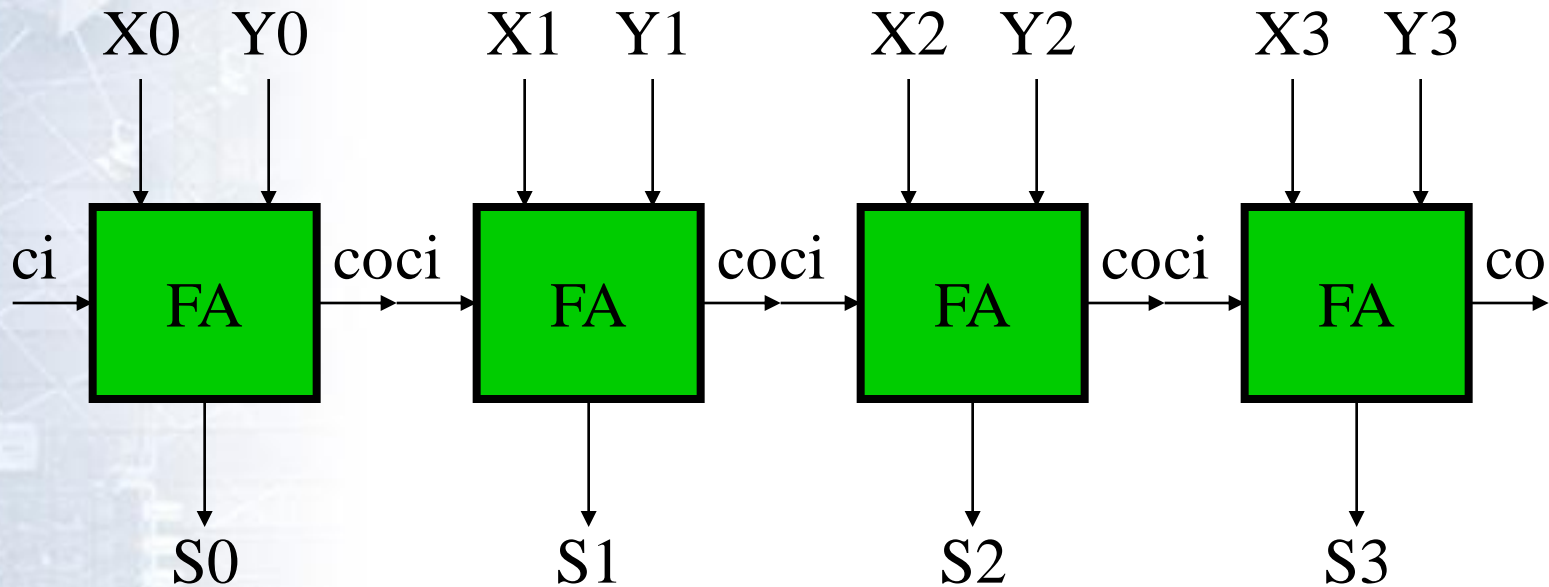 X0 Y0 X1 Y1 X2 Y2 X3 Y3
ci coci coci coci co
FA FA FA FA
S0 S1 S2 S3